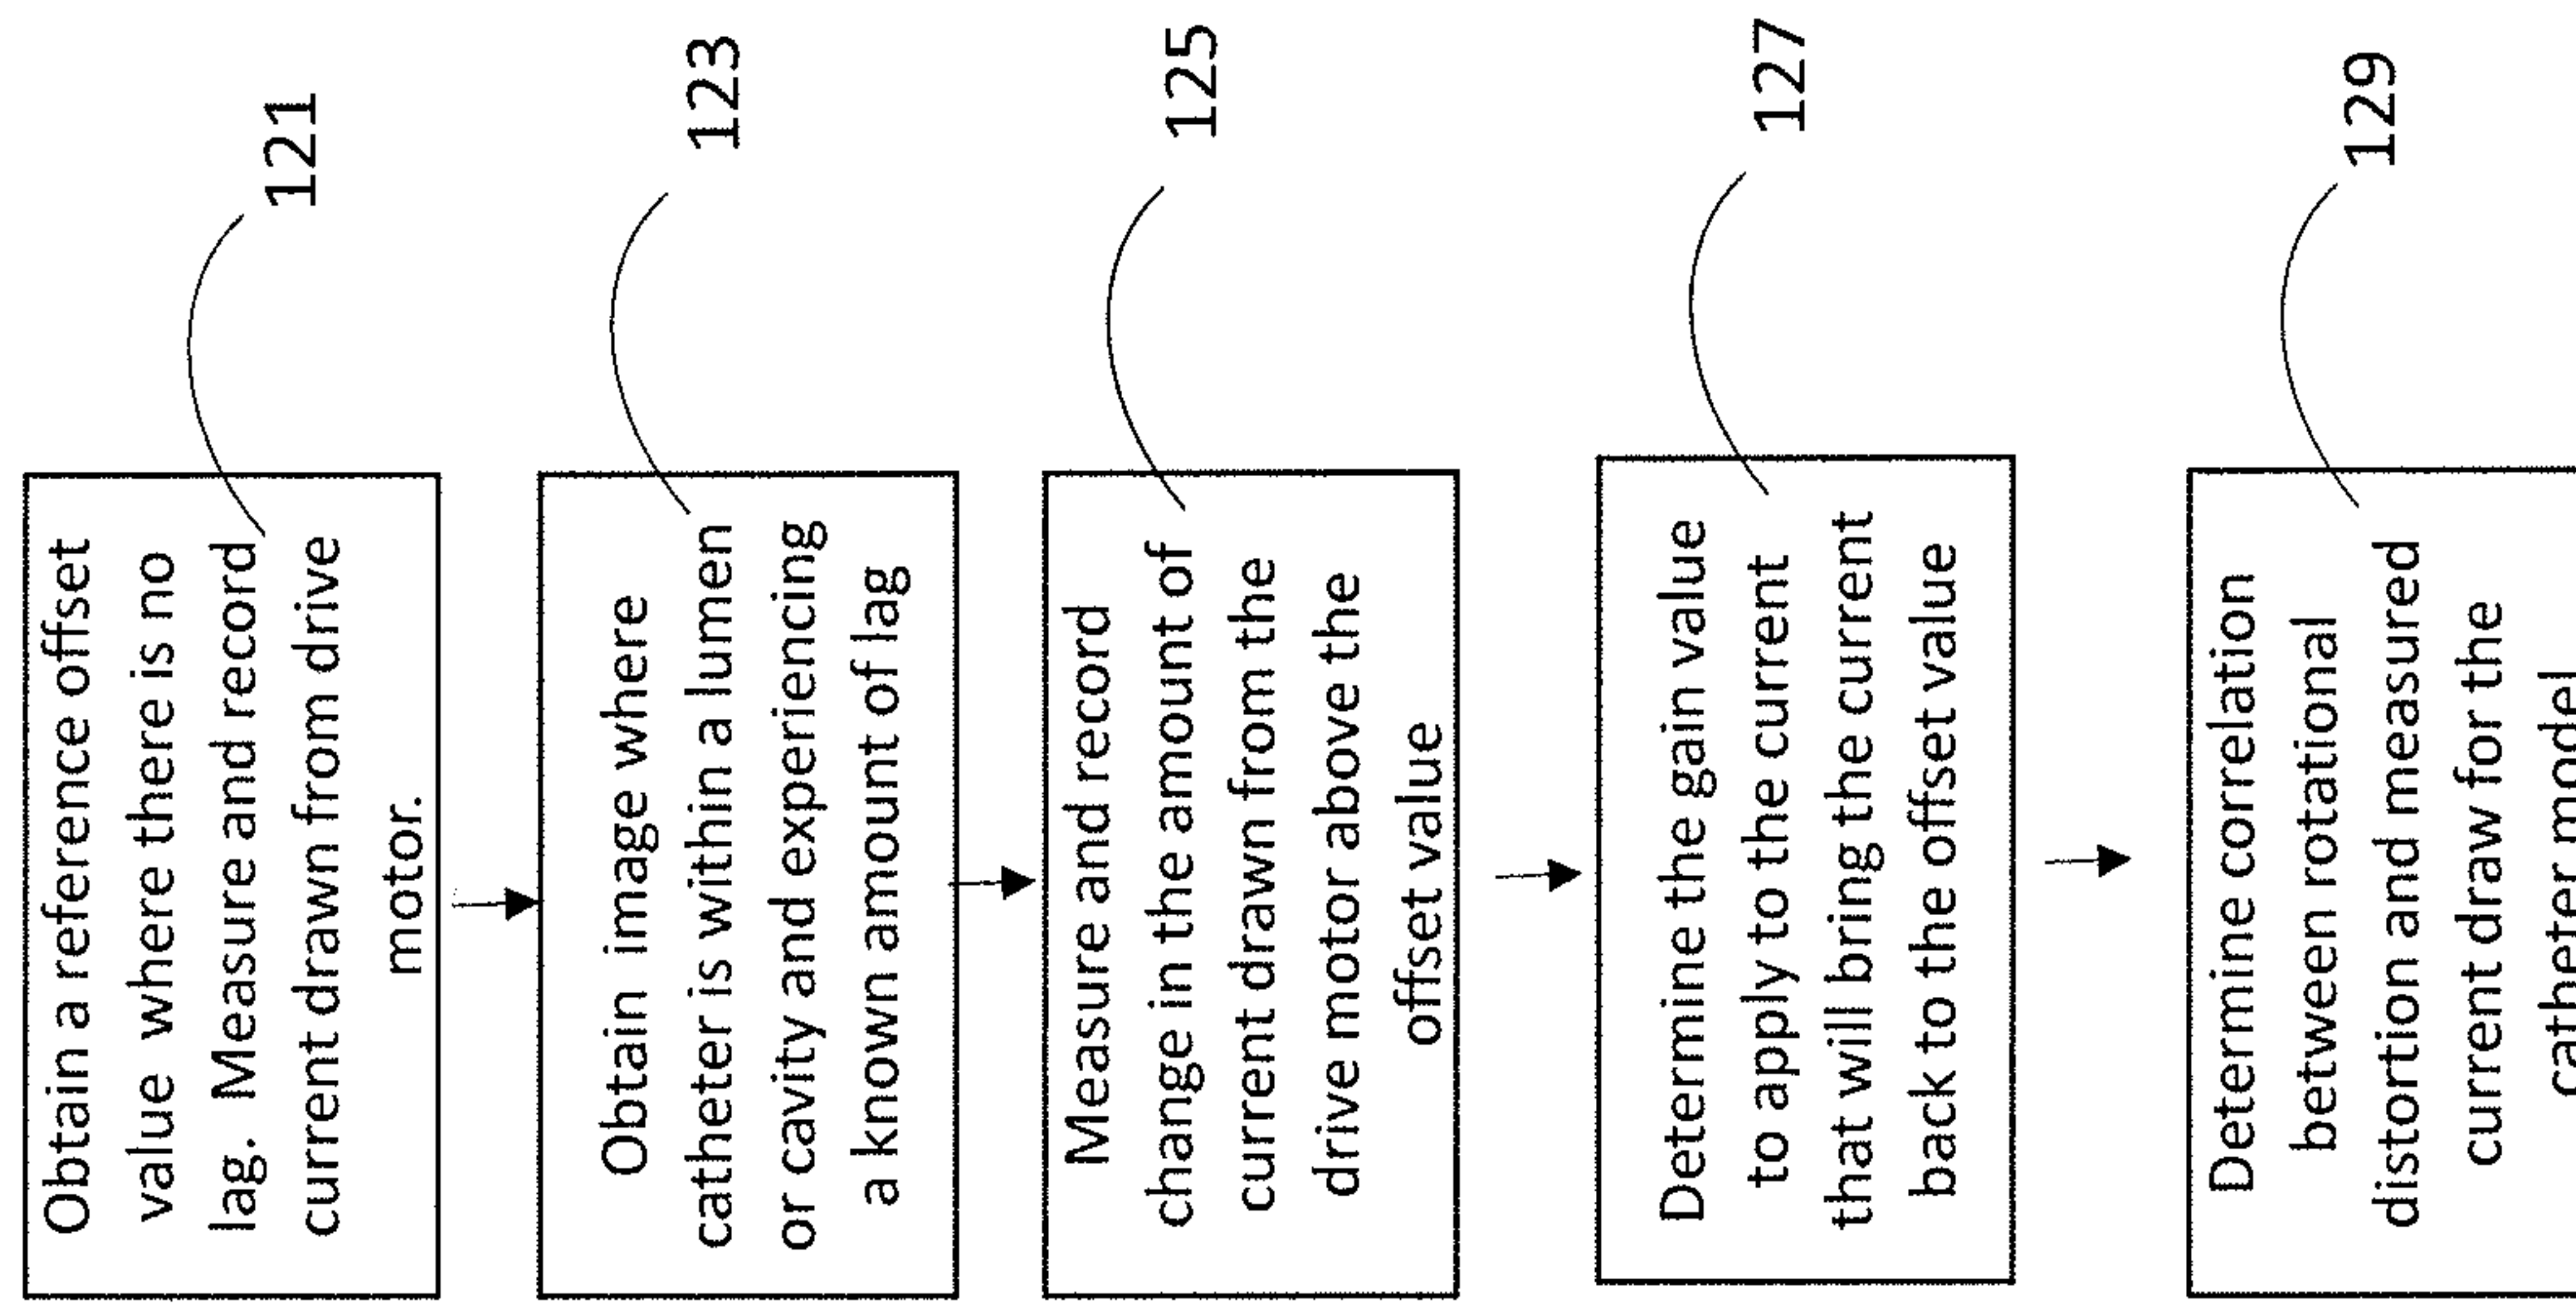 Obtain a reference offset
value where there is no
lag. Measure and record
current drawn from drive
motor.
121
Obtain image where
catheter is within a lumen
or cavity and experiencing
a known amount of lag
123
Measure and record
change in the amount of
current drawn from the
drive motor above the
offset value
125
Determine the gain value
to apply to the current
that will bring the current
back to the offset value
127
Determine correlation
between rotational
distortion and measured
current draw for the
catheter model
129